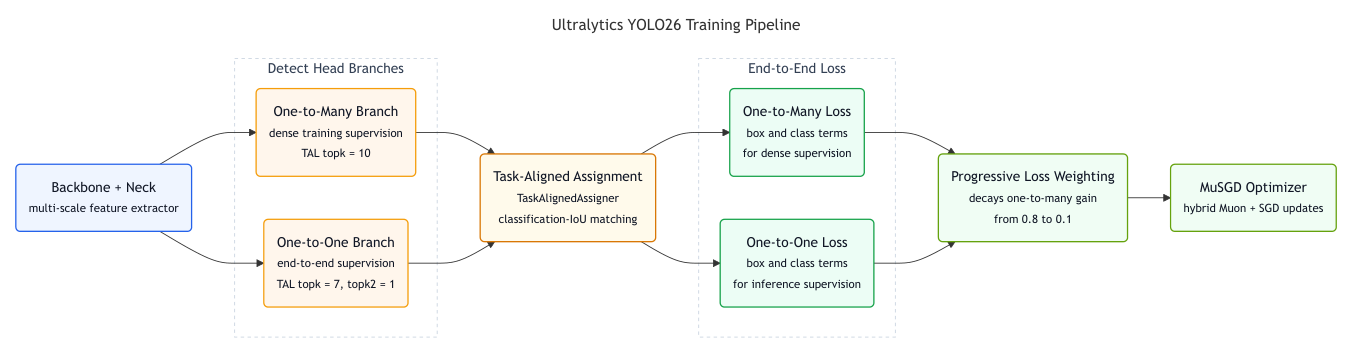 Ultralytics YOLO26 Training Pipeline
Detect Head Branches
End-to-End Loss
Backbone + Neck
multi-scale feature extractor
One-to-Many Branch
dense training supervision
TAL topk = 10
One-to-One Branch
end-to-end supervision
TAL topk = 7, topk2 = 1
Task-Aligned Assignment
TaskAlignedAssigner
classification-IoU matching
One-to-Many Loss
box and class terms
for dense supervision
One-to-One Loss
box and class terms
for inference supervision
Progressive Loss Weighting
decays one-to-many gain
from 0.8 to 0.1
MuSGD Optimizer
hybrid Muon + SGD updates